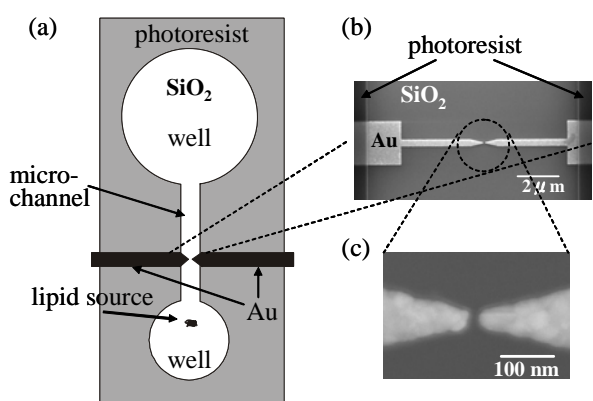 (a)
photoresist
SiO₂
well
micro-
channel
lipid source
Au
well
(b)
photoresist
SiO₂
Au
2 μm
(c)
100 nm